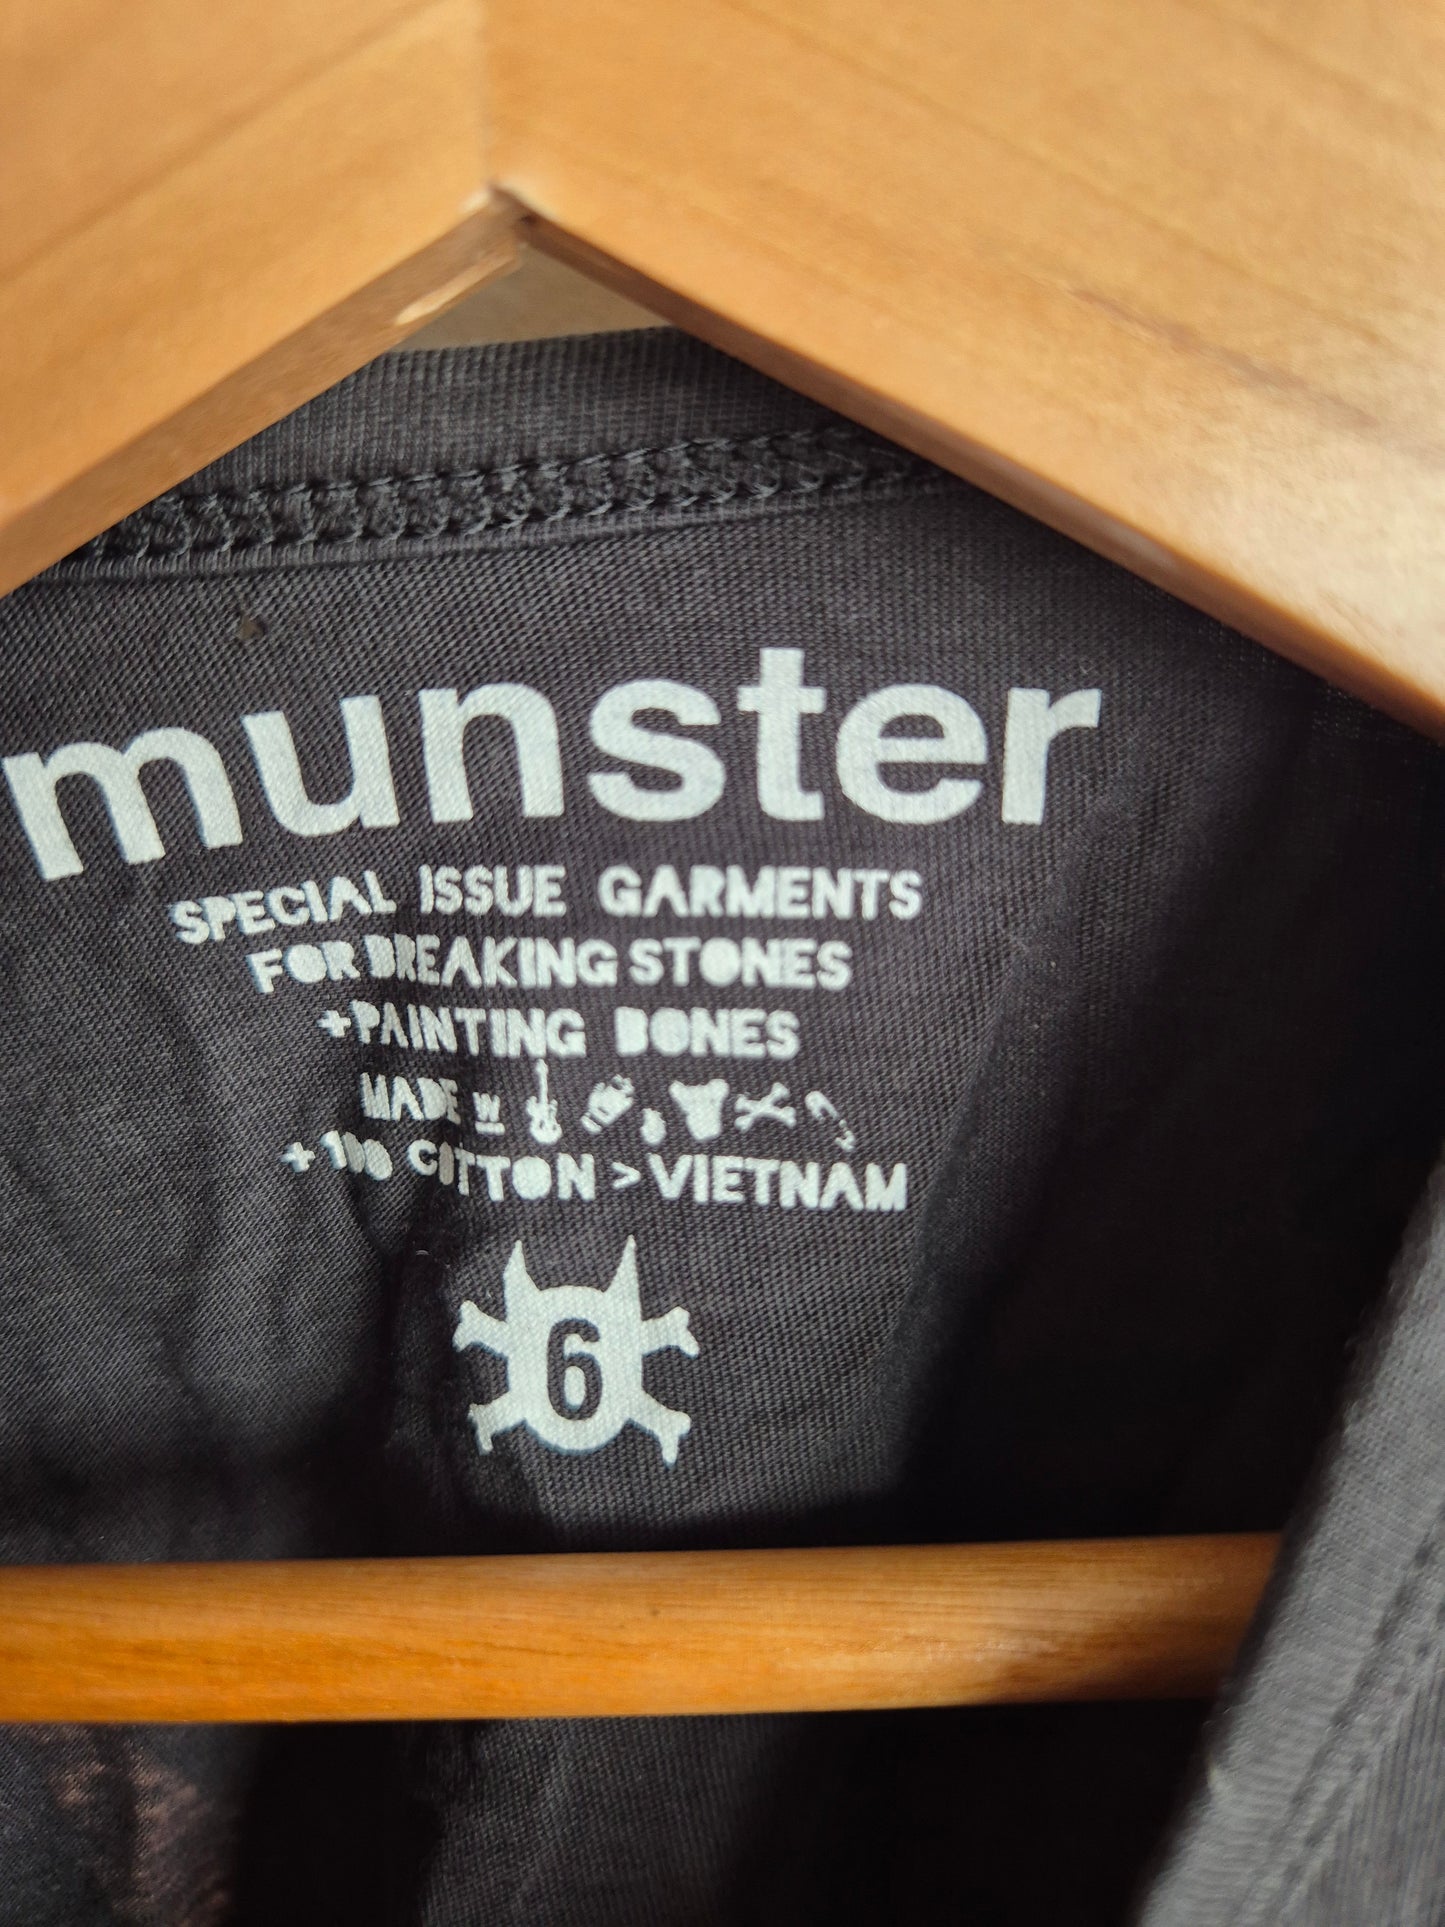 munster
SPECIAL ISSUE GARMENTS
FOR BREAKING STONES
+PAINTING BONES
MADE W
+100 COTTON > VIETNAM
6